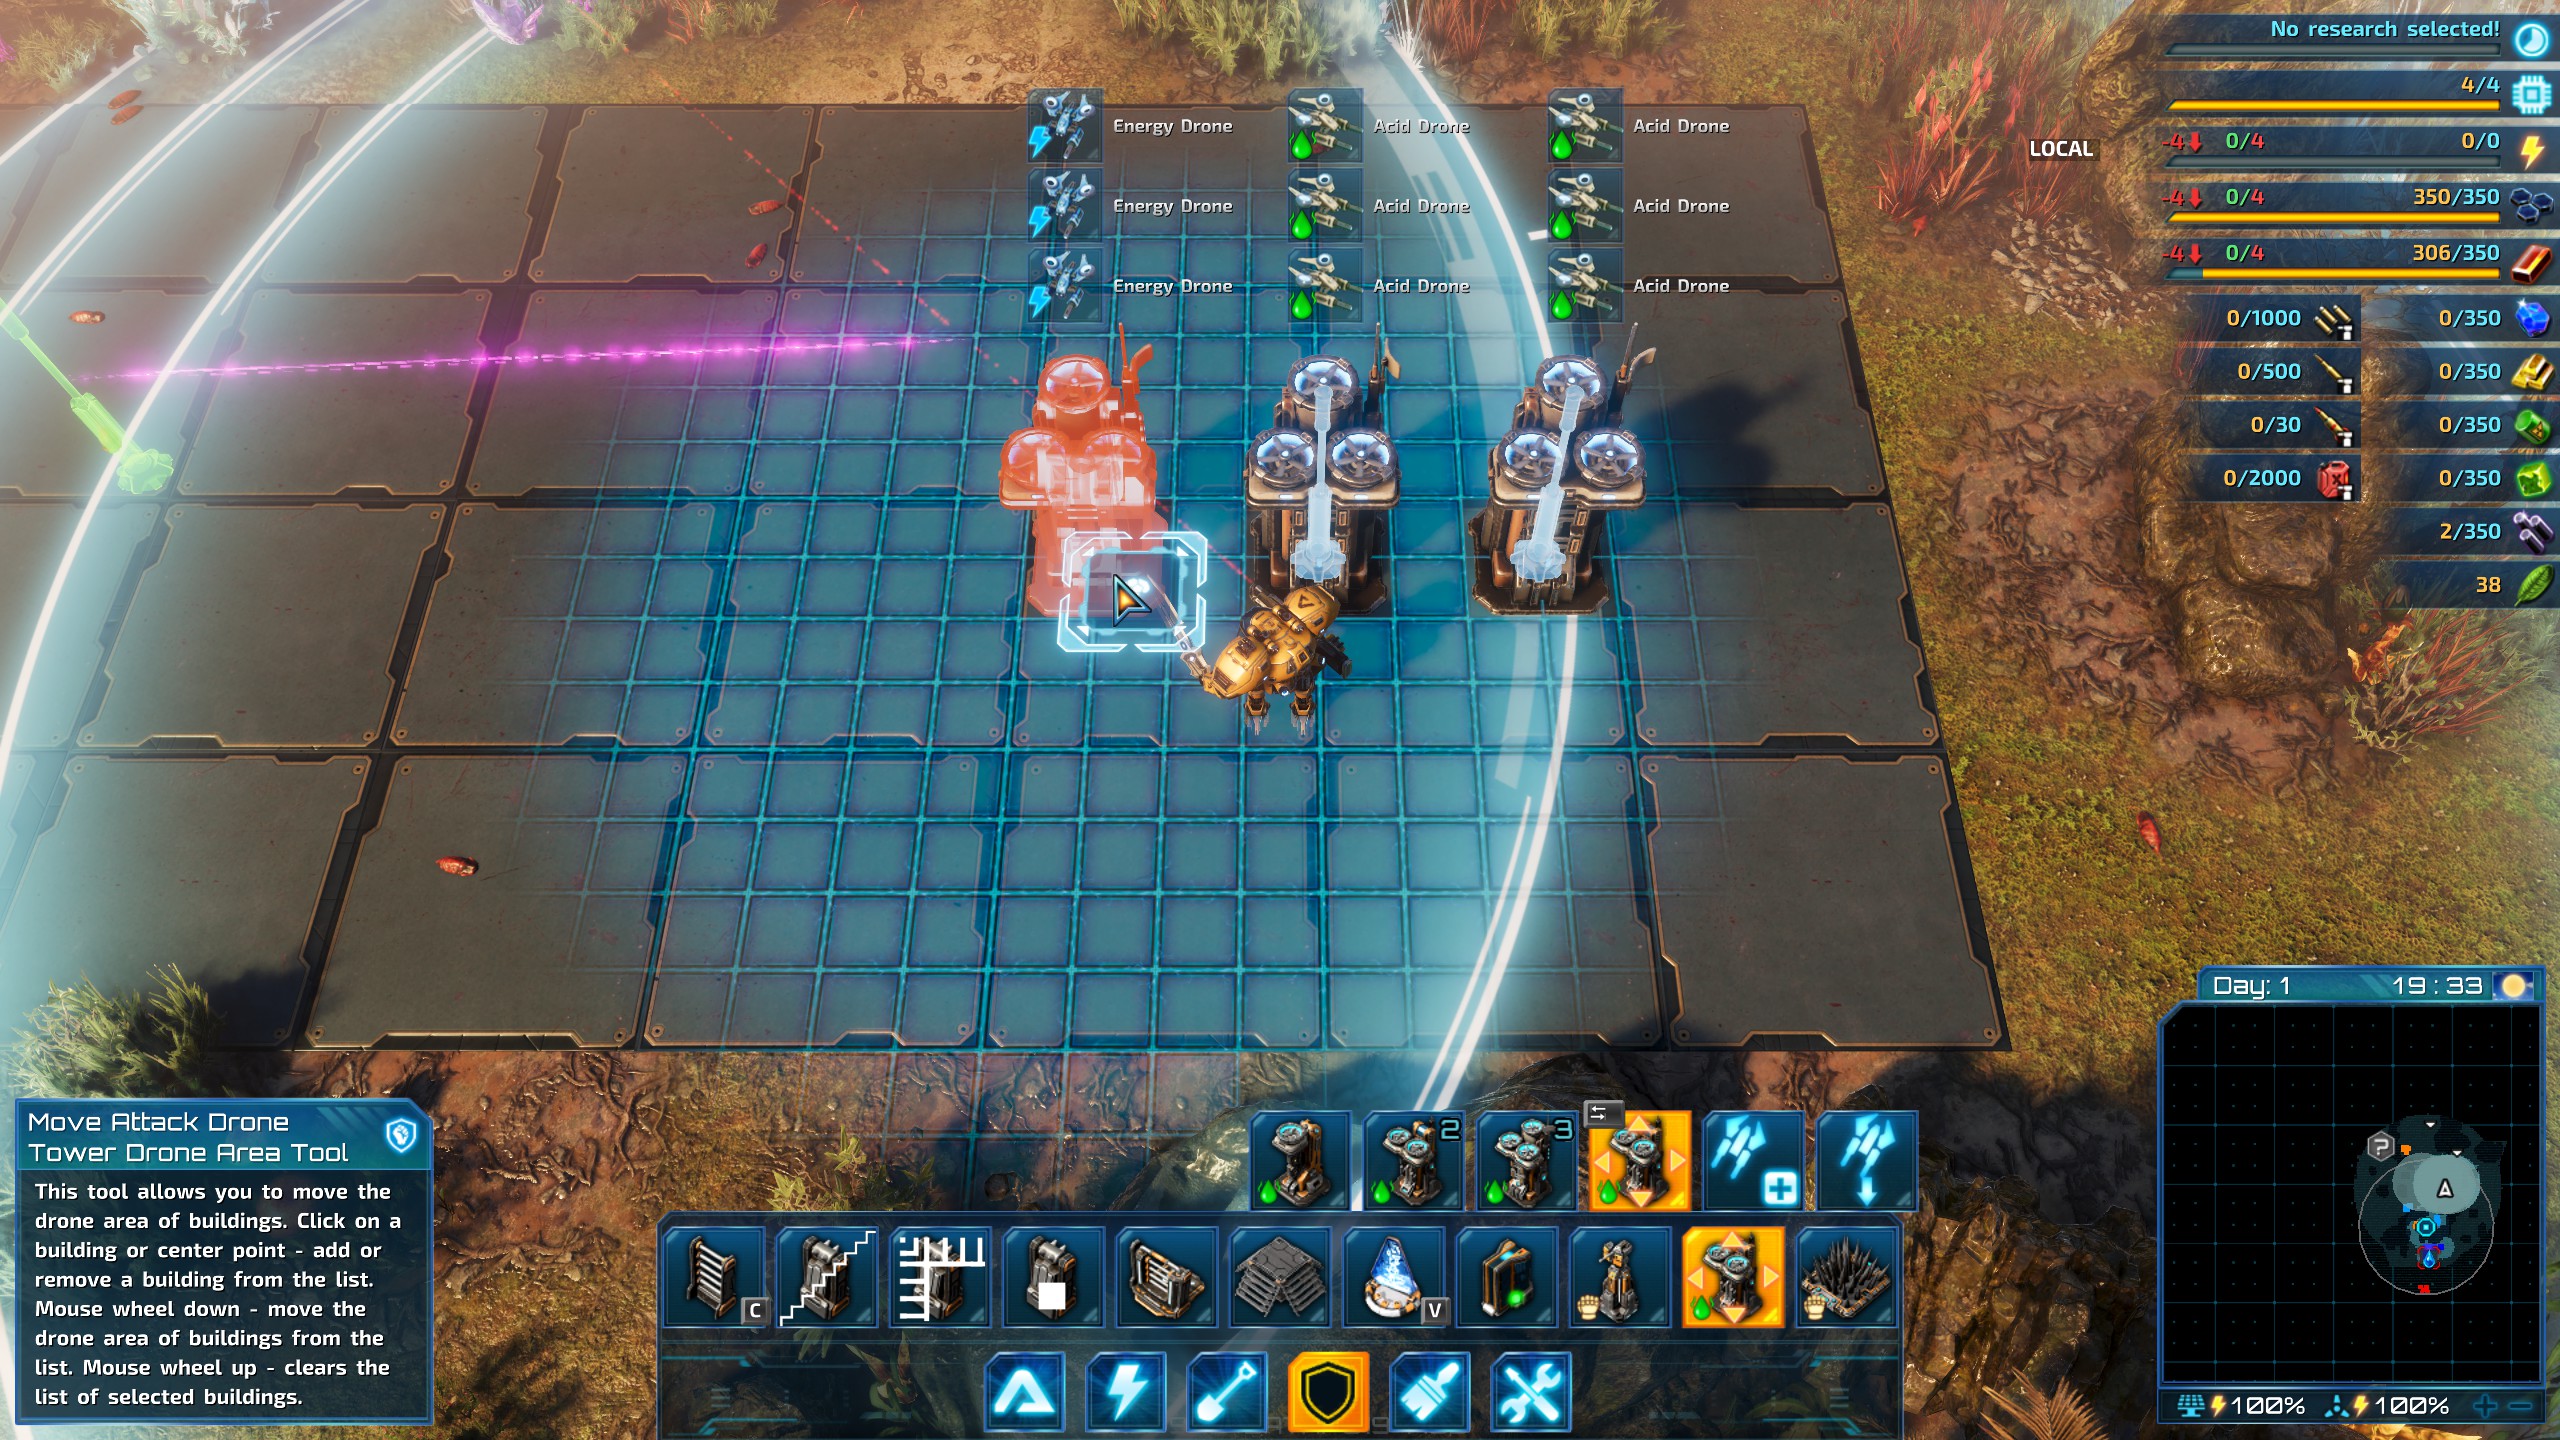 No research selected!
4/4
LOCAL
-4 0/4 0/0
-4 0/4 350/350
-4 0/4 306/350
0/1000 0/350
0/500 0/350
0/30 0/350
0/2000 0/350
2/350
38
Energy Drone Acid Drone Acid Drone
Energy Drone Acid Drone Acid Drone
Energy Drone Acid Drone Acid Drone
Day: 1 19:33
?
100% 100%
Move Attack Drone
Tower Drone Area Tool
This tool allows you to move the
drone area of buildings. Click on a
building or center point - add or
remove a building from the list.
Mouse wheel down - move the
drone area of buildings from the
list. Mouse wheel up - clears the
list of selected buildings.
2 3
C V